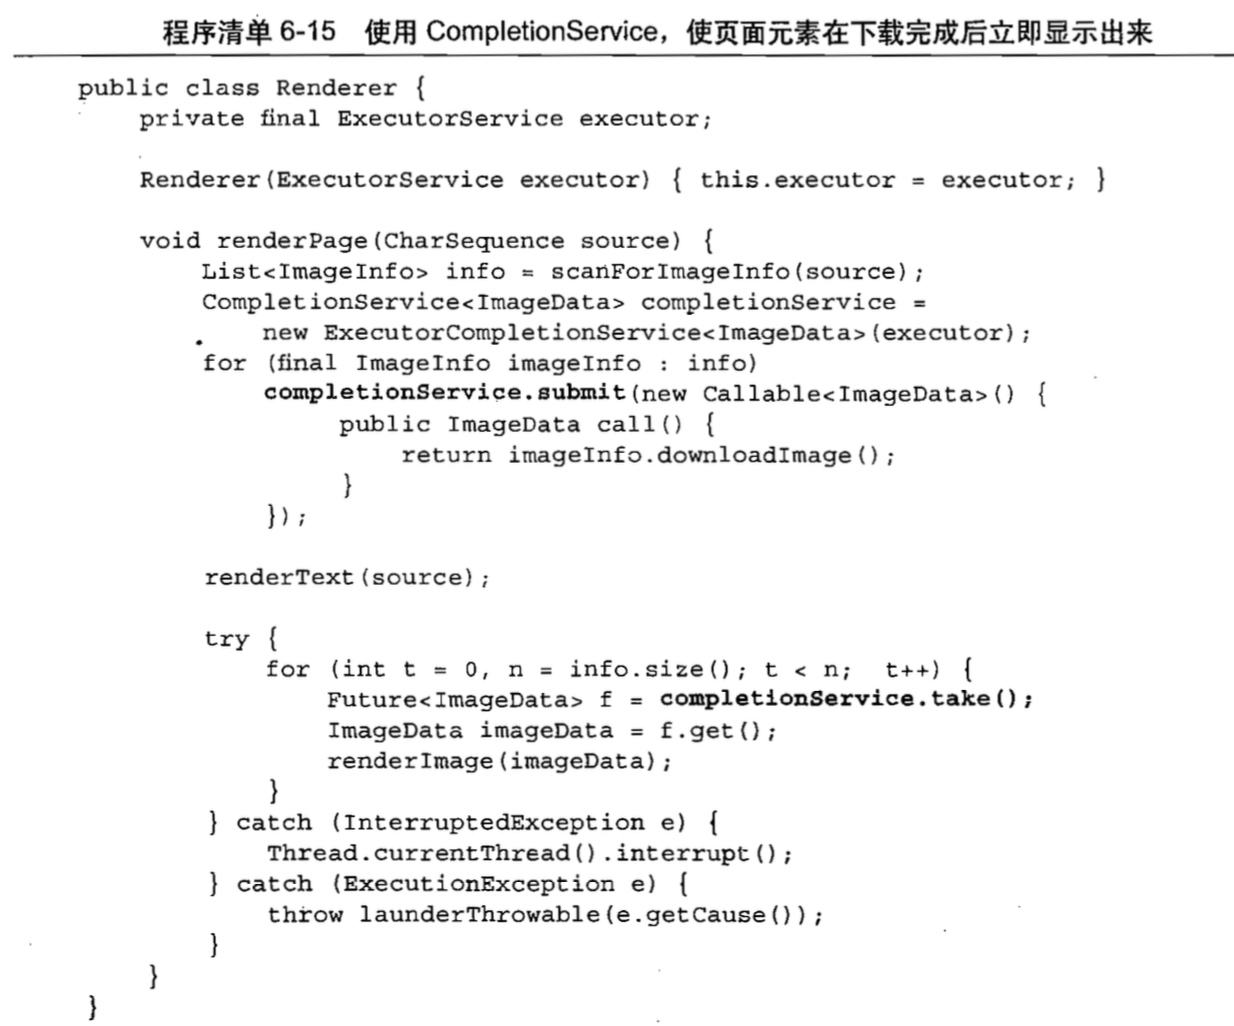 程序清单 6-15 使用 CompletionService，使页面元素在下载完成后立即显示出来
public class Renderer {
    private final ExecutorService executor;

    Renderer(ExecutorService executor) { this.executor = executor; }

    void renderPage(CharSequence source) {
        List<ImageInfo> info = scanForImageInfo(source);
        CompletionService<ImageData> completionService =
            new ExecutorCompletionService<ImageData>(executor);
        for (final ImageInfo imageInfo : info)
            completionService.submit(new Callable<ImageData>() {
                 public ImageData call() {
                     return imageInfo.downloadImage();
                 }
            });

        renderText(source);

        try {
            for (int t = 0, n = info.size(); t < n;  t++) {
                Future<ImageData> f = completionService.take();
                ImageData imageData = f.get();
                renderImage(imageData);
            }
        } catch (InterruptedException e) {
            Thread.currentThread().interrupt();
        } catch (ExecutionException e) {
            throw launderThrowable(e.getCause());
        }
    }
}